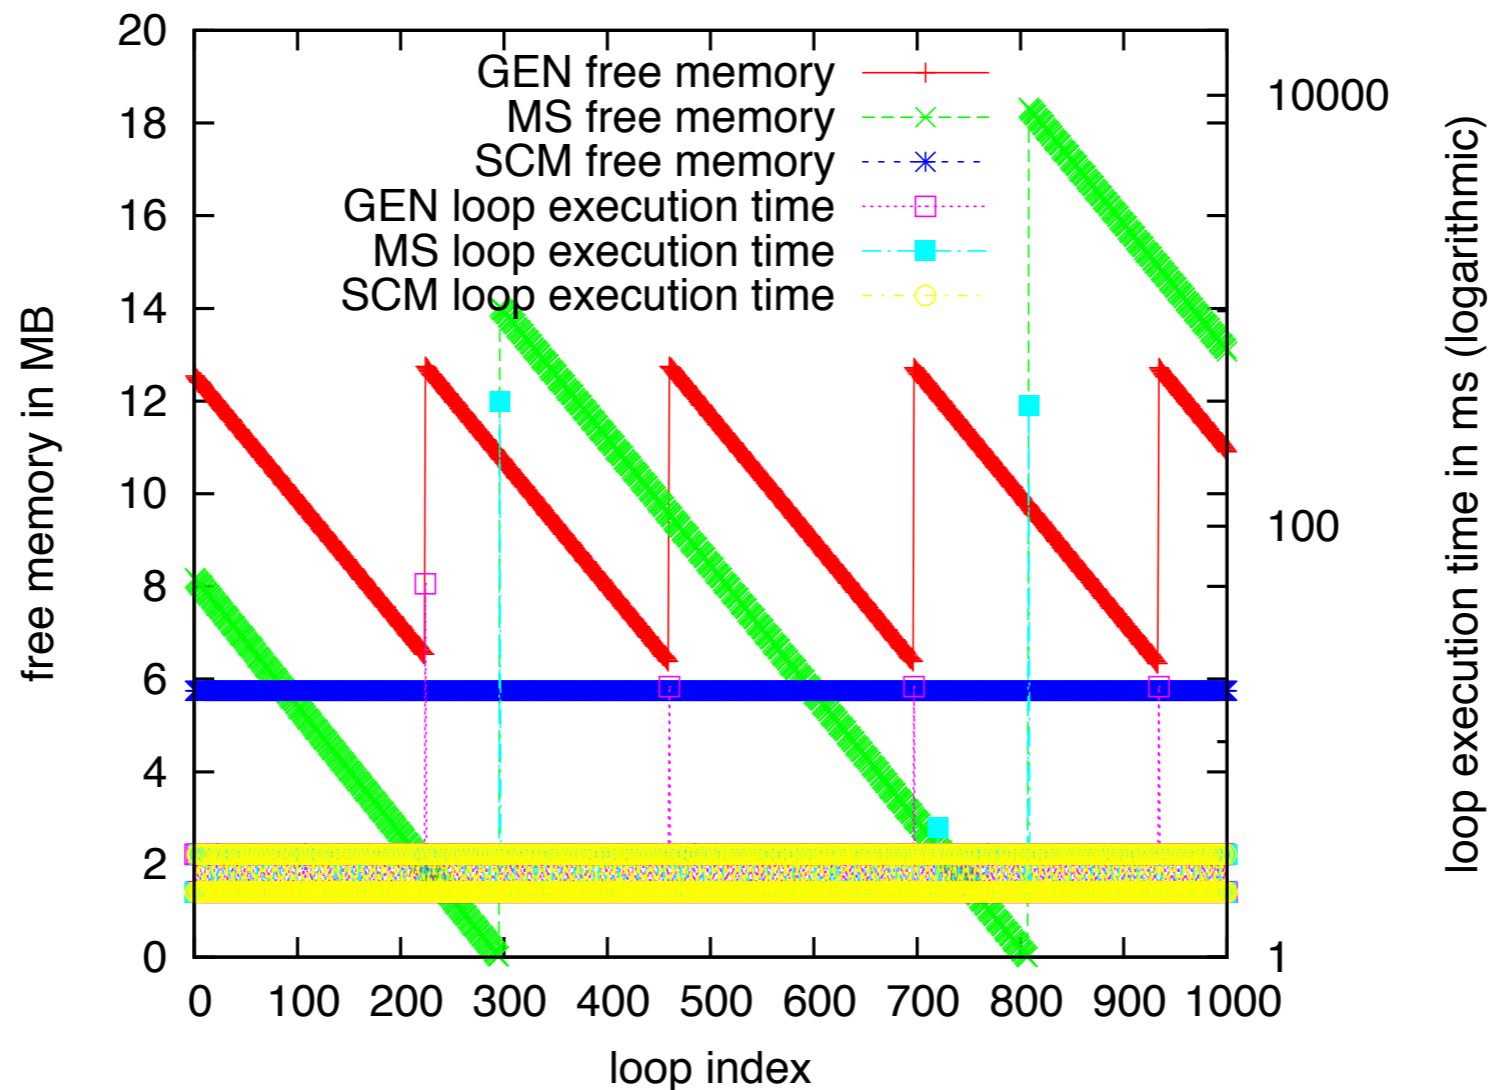 20
18
16
14
12
10
8
6
4
2
0
free memory in MB
GEN free memory
MS free memory
SCM free memory
GEN loop execution time
MS loop execution time
SCM loop execution time
10000
100
1
loop execution time in ms (logarithmic)
0 100 200 300 400 500 600 700 800 900 1000
loop index